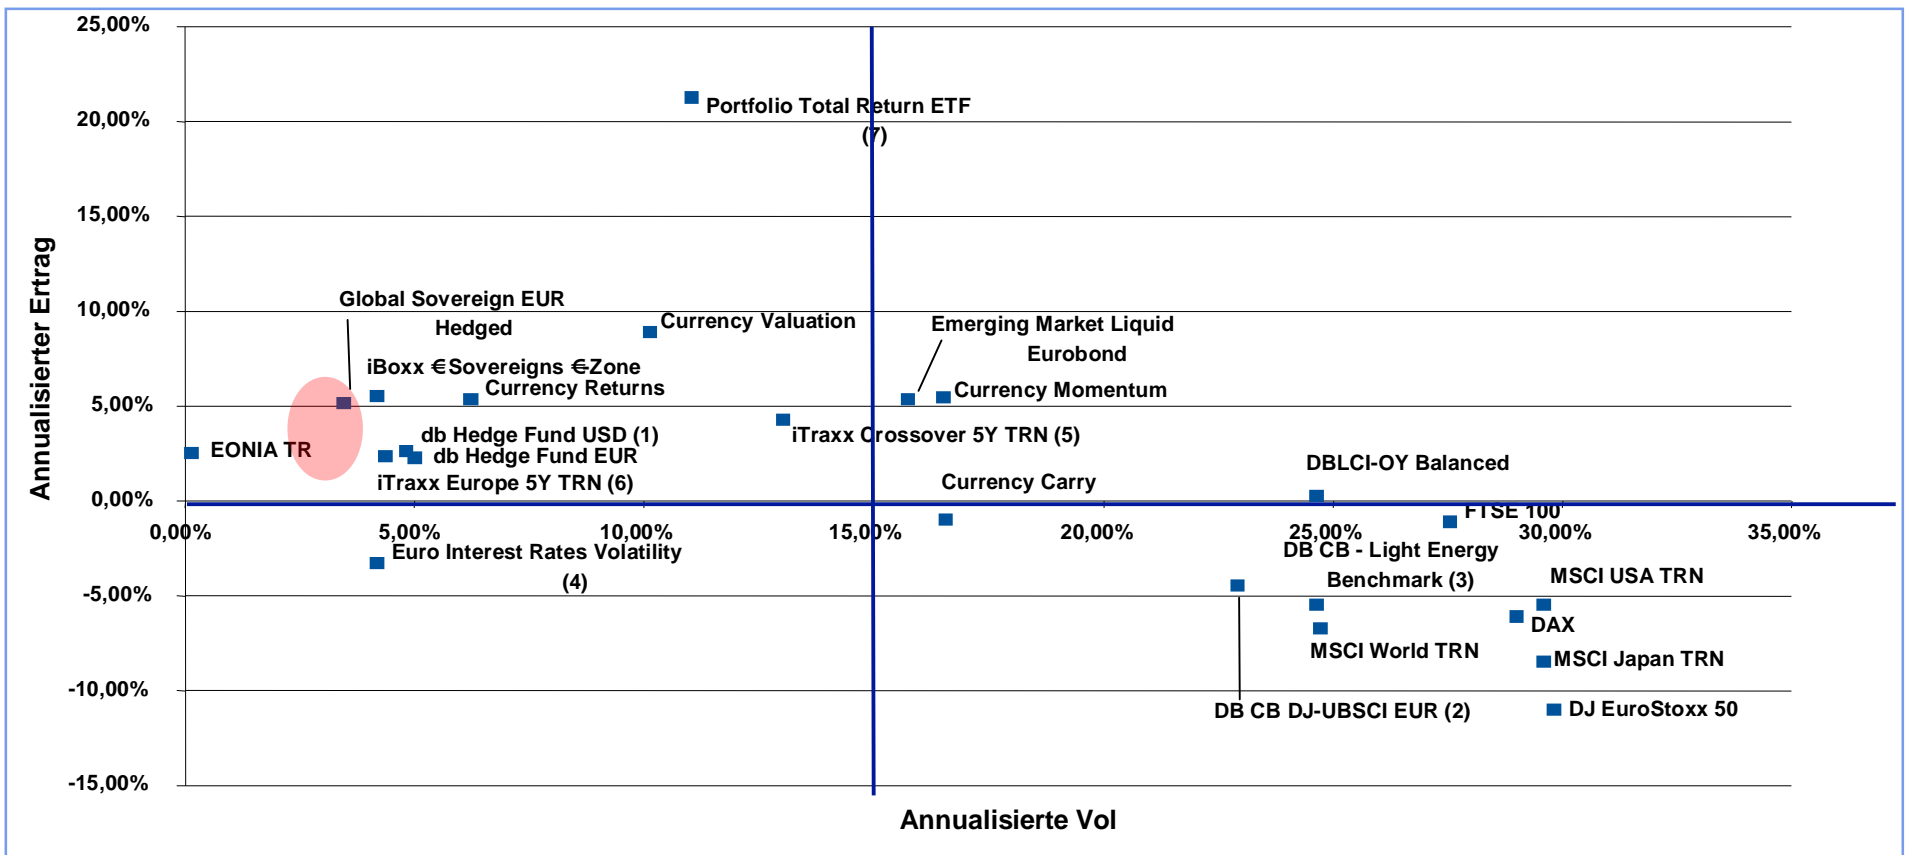 25,00%
20,00%
15,00%
10,00%
5,00%
0,00%
-5,00%
-10,00%
-15,00%
Annualisierter Ertrag
Portfolio Total Return ETF
(7)
Global Sovereign EUR
Hedged
Currency Valuation
Emerging Market Liquid
Eurobond
iBoxx €Sovereigns €-Zone
Currency Returns
Currency Momentum
EONIA TR
db Hedge Fund USD (1)
db Hedge Fund EUR
iTraxx Europe 5Y TRN (6)
iTraxx Crossover 5Y TRN (5)
Currency Carry
DBLCI-OY Balanced
FTSE 100
0,00%
5,00%
10,00%
15,00%
20,00%
25,00%
30,00%
35,00%
Euro Interest Rates Volatility
(4)
DB CB - Light Energy
Benchmark (3)
MSCI USA TRN
DAX
MSCI World TRN
MSCI Japan TRN
DB CB DJ-UBSCI EUR (2)
DJ EuroStoxx 50
Annualisierte Vol